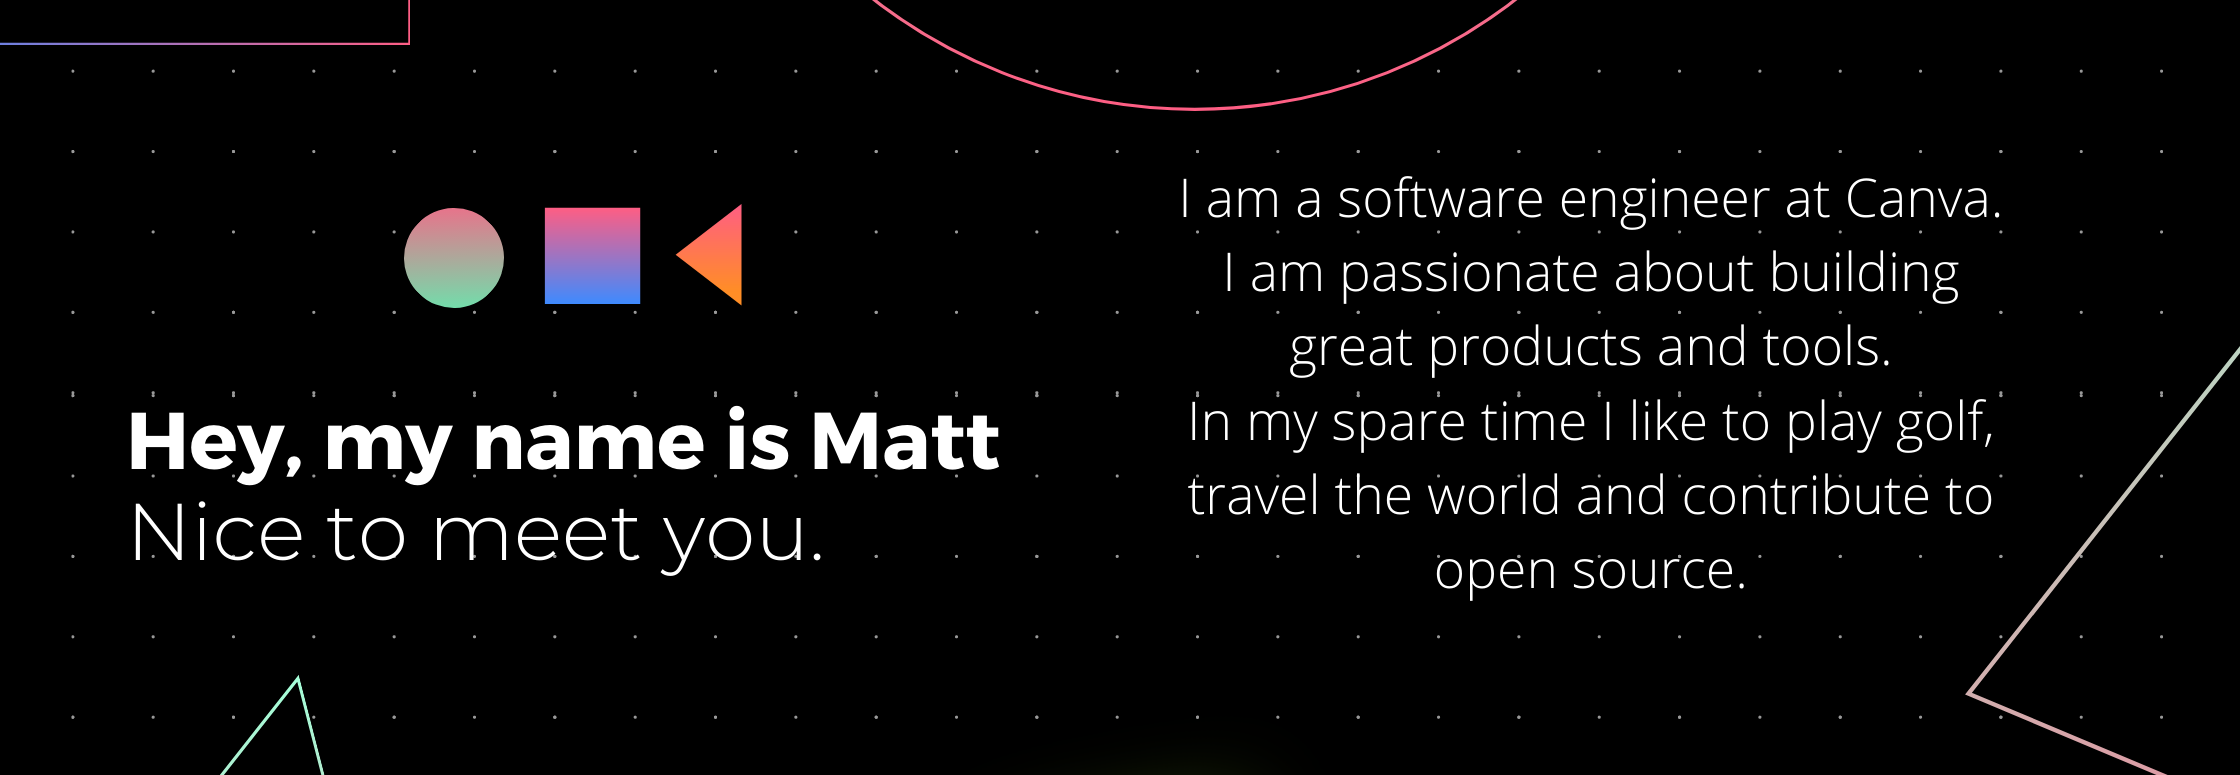 Hey, my name is Matt
Nice to meet you.
I am a software engineer at Canva.
I am passionate about building
great products and tools.
In my spare time I like to play golf,
travel the world and contribute to
open source.